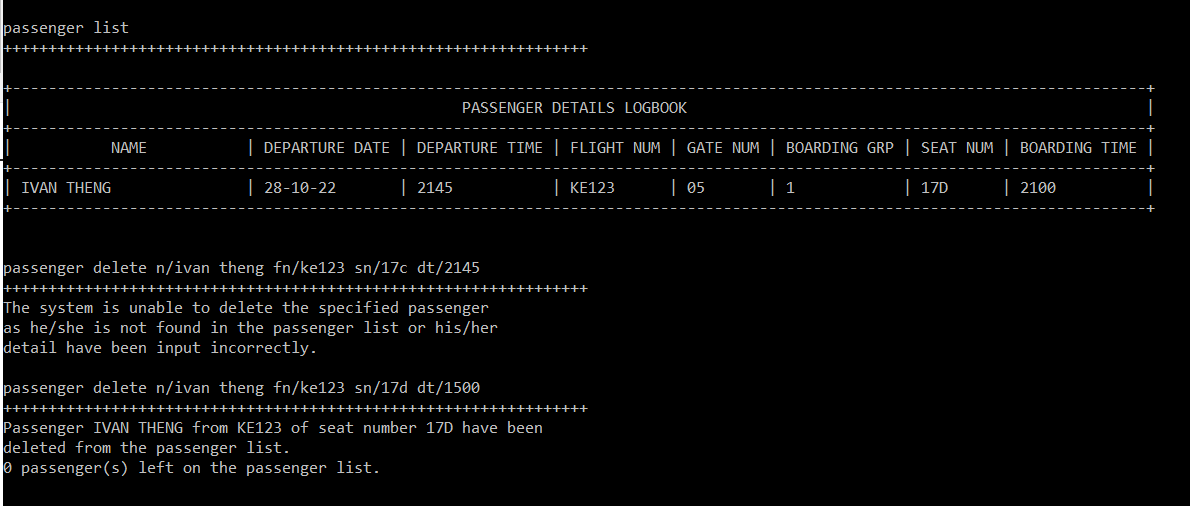 passenger list
+++++++++++++++++++++++++++++++++++++++++++++++++++++++++++++++++
+------------------------------------------------------------------------------------------------------------------------------+
| PASSENGER DETAILS LOGBOOK |
+------------------------------------------------------------------------------------------------------------------------------+
| NAME | DEPARTURE DATE | DEPARTURE TIME | FLIGHT NUM | GATE NUM | BOARDING GRP | SEAT NUM | BOARDING TIME |
+------------------------------------------------------------------------------------------------------------------------------+
| IVAN THENG | 28-10-22 | 2145 | KE123 | 05 | 1 | 17D | 2100 |
+------------------------------------------------------------------------------------------------------------------------------+
passenger delete n/ivan theng fn/ke123 sn/17c dt/2145
+++++++++++++++++++++++++++++++++++++++++++++++++++++++++++++++++
The system is unable to delete the specified passenger
as he/she is not found in the passenger list or his/her
detail have been input incorrectly.
passenger delete n/ivan theng fn/ke123 sn/17d dt/1500
+++++++++++++++++++++++++++++++++++++++++++++++++++++++++++++++++
Passenger IVAN THENG from KE123 of seat number 17D have been
deleted from the passenger list.
0 passenger(s) left on the passenger list.